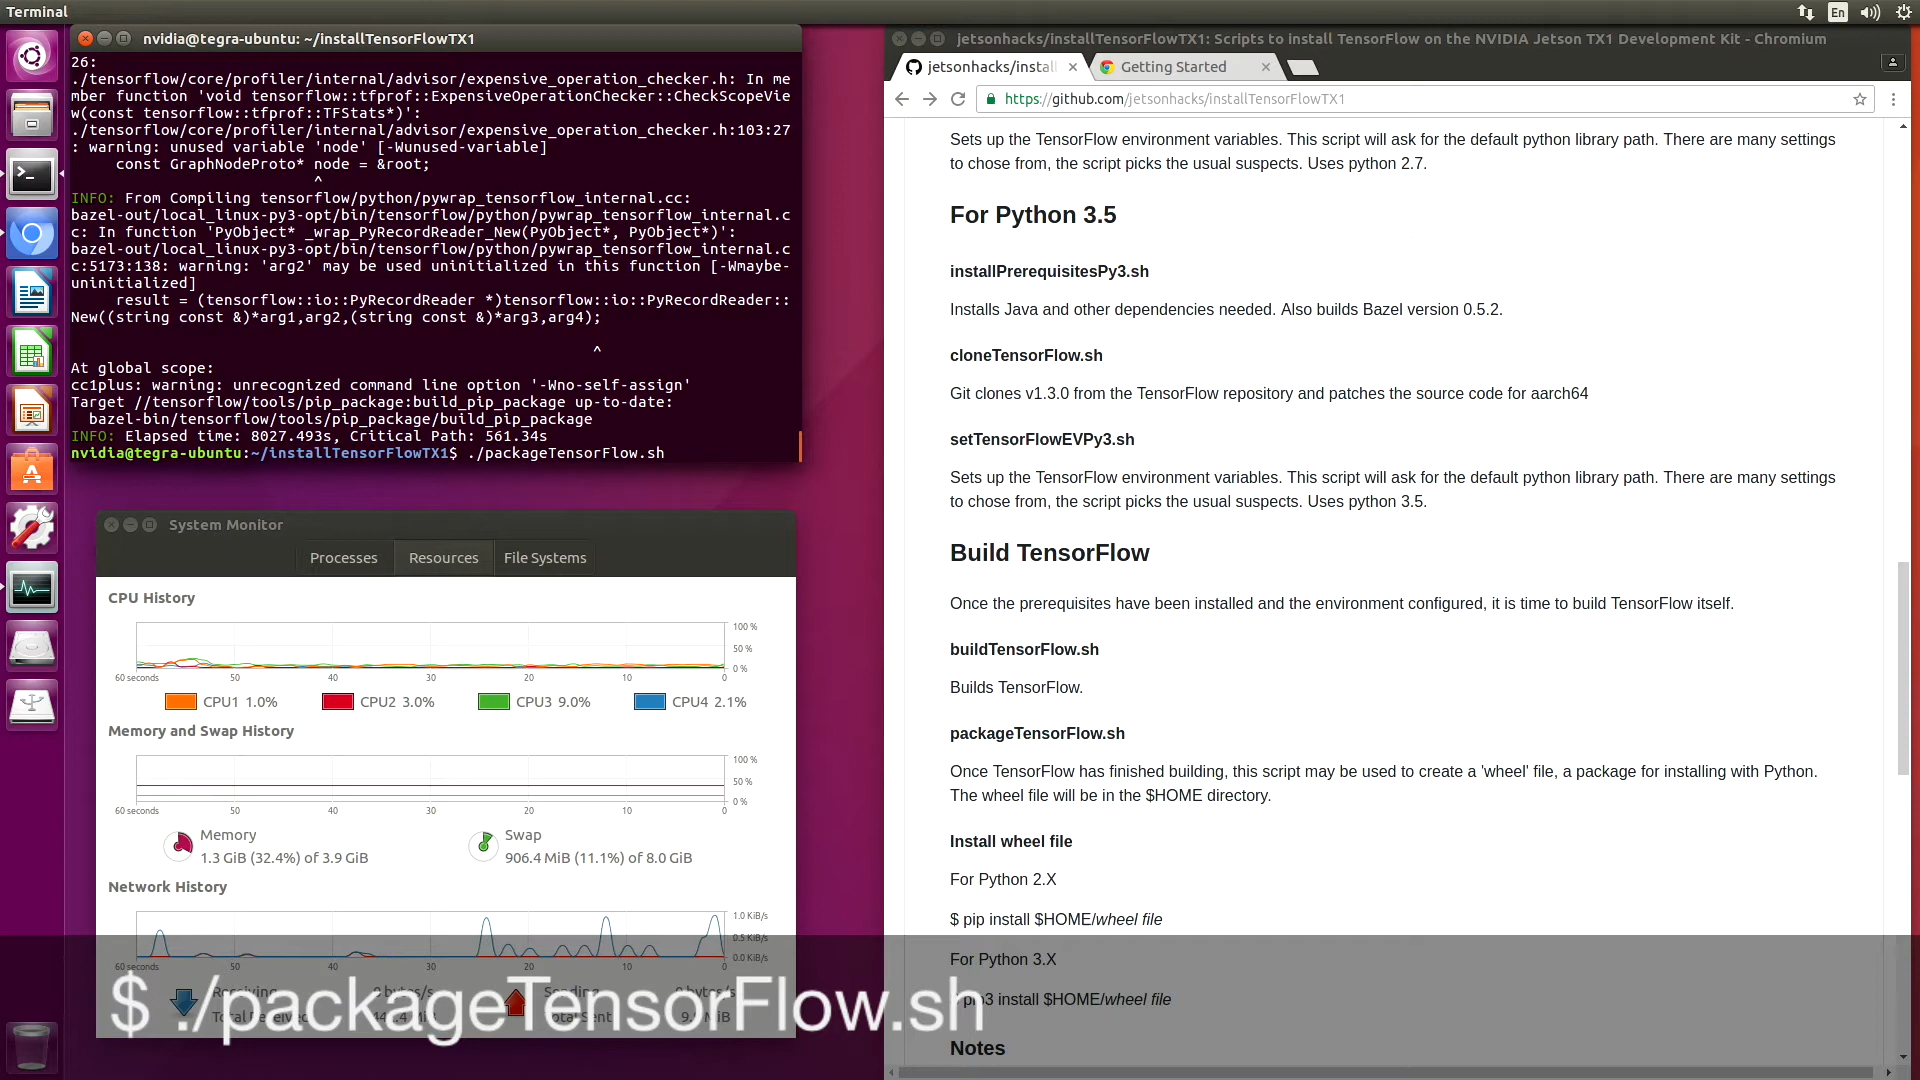 Terminal
En
nvidia@tegra-ubuntu: ~/installTensorFlowTX1
26:
./tensorflow/core/profiler/internal/advisor/expensive_operation_checker.h: In me
mber function 'void tensorflow::tfprof::ExpensiveOperationChecker::CheckScopeVie
w(const tensorflow::tfprof::TFStats*)':
./tensorflow/core/profiler/internal/advisor/expensive_operation_checker.h:103:27
: warning: unused variable 'node' [-Wunused-variable]
const GraphNodeProto* node = &root;
^
INFO: From Compiling tensorflow/python/pywrap_tensorflow_internal.cc:
bazel-out/local_linux-py3-opt/bin/tensorflow/python/pywrap_tensorflow_internal.c
c: In function 'PyObject* _wrap_PyRecordReader_New(PyObject*, PyObject*)':
bazel-out/local_linux-py3-opt/bin/tensorflow/python/pywrap_tensorflow_internal.c
c:5173:138: warning: 'arg2' may be used uninitialized in this function [-Wmaybe-
uninitialized]
result = (tensorflow::io::PyRecordReader *)tensorflow::io::PyRecordReader::
New((string const &)*arg1,arg2,(string const &)*arg3,arg4);
^
At global scope:
cc1plus: warning: unrecognized command line option '-Wno-self-assign'
Target //tensorflow/tools/pip_package:build_pip_package up-to-date:
bazel-bin/tensorflow/tools/pip_package/build_pip_package
INFO: Elapsed time: 8027.493s, Critical Path: 561.34s
nvidia@tegra-ubuntu:~/installTensorFlowTX1$ ./packageTensorFlow.sh
System Monitor
Processes Resources File Systems
CPU History
100 %
50 %
0 %
60 seconds 50 40 30 20 10 0
CPU1 1.0% CPU2 3.0% CPU3 9.0% CPU4 2.1%
Memory and Swap History
100 %
50 %
0 %
60 seconds 50 40 30 20 10 0
Memory
1.3 GiB (32.4%) of 3.9 GiB
Swap
906.4 MiB (11.1%) of 8.0 GiB
Network History
1.0 KiB/s
0.5 KiB/s
0.0 KiB/s
60 seconds 50 40 30 20 10 0
Receiving 0 bytes/s
Total Received
Sending 0 bytes/s
Total Sent
$ ./packageTensorFlow.sh
jetsonhacks/installTensorFlowTX1: Scripts to install TensorFlow on the NVIDIA Jetson TX1 Development Kit - Chromium
jetsonhacks/install
Getting Started
https://github.com/jetsonhacks/installTensorFlowTX1
Sets up the TensorFlow environment variables. This script will ask for the default python library path. There are many settings
to chose from, the script picks the usual suspects. Uses python 2.7.
For Python 3.5
installPrerequisitesPy3.sh
Installs Java and other dependencies needed. Also builds Bazel version 0.5.2.
cloneTensorFlow.sh
Git clones v1.3.0 from the TensorFlow repository and patches the source code for aarch64
setTensorFlowEVPy3.sh
Sets up the TensorFlow environment variables. This script will ask for the default python library path. There are many settings
to chose from, the script picks the usual suspects. Uses python 3.5.
Build TensorFlow
Once the prerequisites have been installed and the environment configured, it is time to build TensorFlow itself.
buildTensorFlow.sh
Builds TensorFlow.
packageTensorFlow.sh
Once TensorFlow has finished building, this script may be used to create a 'wheel' file, a package for installing with Python.
The wheel file will be in the $HOME directory.
Install wheel file
For Python 2.X
$ pip install $HOME/wheel file
For Python 3.X
pip3 install $HOME/wheel file
Notes